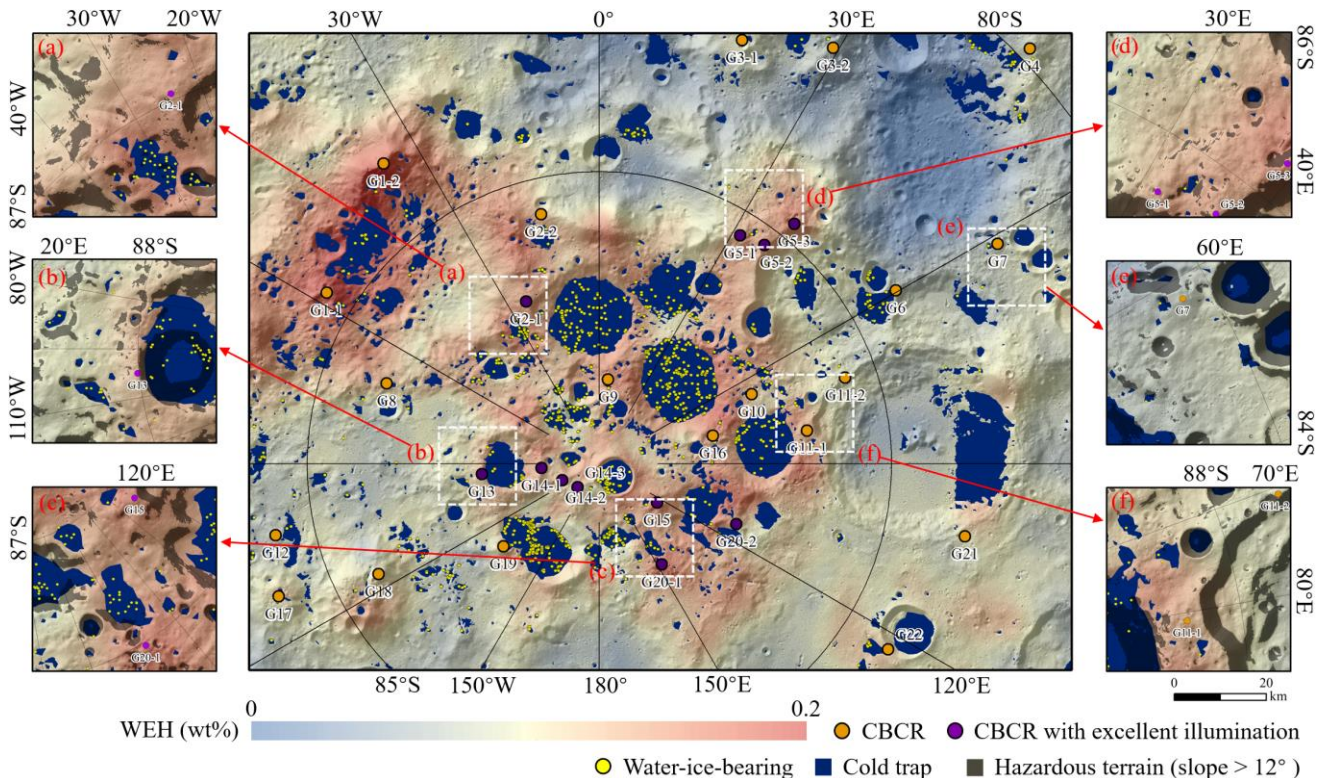 30°W 20°W
30°W 0° 30°E 80°S
30°E
(a)
G2-1
40°W
87°S
(d)
G5-3
G5-1
G5-2
86°S
40°E
G3-1
G3-2
G4
G1-2
G2-2
(d)
G5-3
G5-1
G5-2
(e)
G7
(a)
G6
G1-1
G2-1
20°E 88°S
80°W
(b)
G13
110°W
60°E
(e)
G7
84°S
G8
G9
G10
G11-2
G11-1
G16
(b)
(f)
G13
G14-1
G14-3
G14-2
G15
G20-2
G12
G19
(c)
G20-1
G21
G18
G17
G22
120°E
(c)
G15
87°S
G20-1
88°S 70°E
(f)
G11-2
80°E
G11-1
0 10 20
km
85°S 150°W 180° 150°E 120°E
WEH (wt%)
0 0.2
CBCR CBCR with excellent illumination
Water-ice-bearing Cold trap Hazardous terrain (slope > 12° )